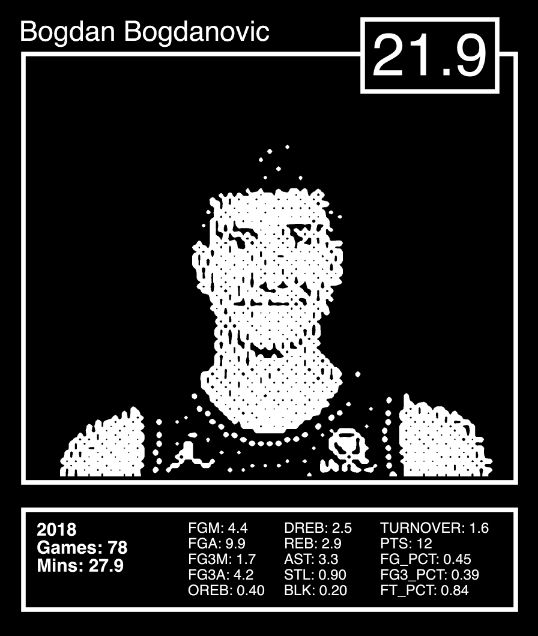 Bogdan Bogdanovic
21.9
2018
Games: 78
Mins: 27.9
FGM: 4.4
FGA: 9.9
FG3M: 1.7
FG3A: 4.2
OREB: 0.40
DREB: 2.5
REB: 2.9
AST: 3.3
STL: 0.90
BLK: 0.20
TURNOVER: 1.6
PTS: 12
FG_PCT: 0.45
FG3_PCT: 0.39
FT_PCT: 0.84